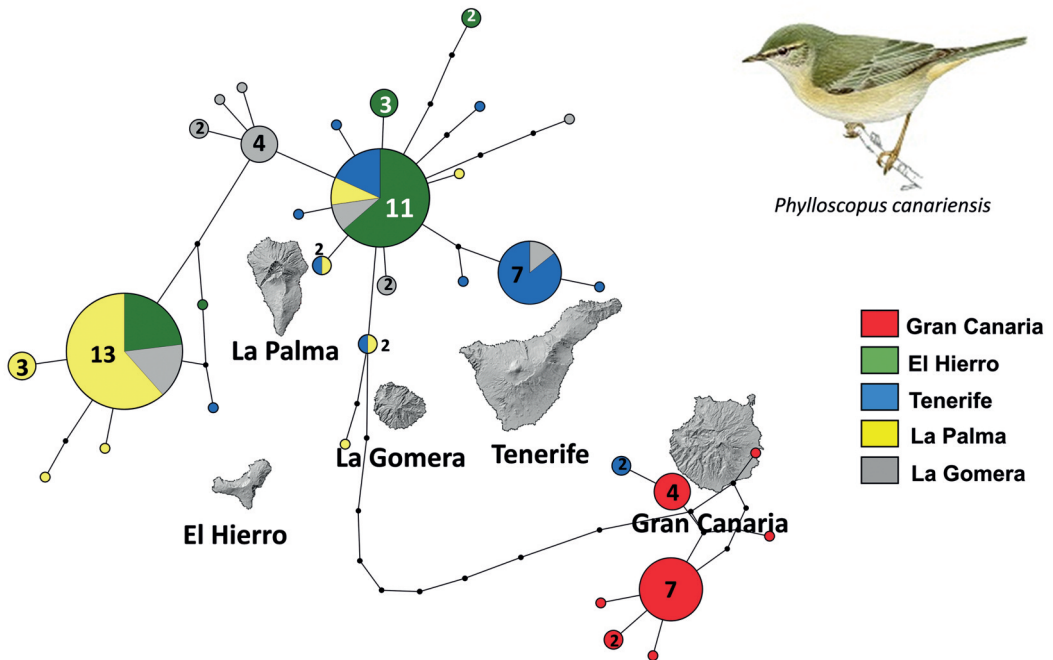 2
3
2
4
11
Phylloscopus canariensis
2
7
2
La Palma
2
13
3
La Gomera
Tenerife
El Hierro
2
4
Gran Canaria
7
2
Gran Canaria
El Hierro
Tenerife
La Palma
La Gomera